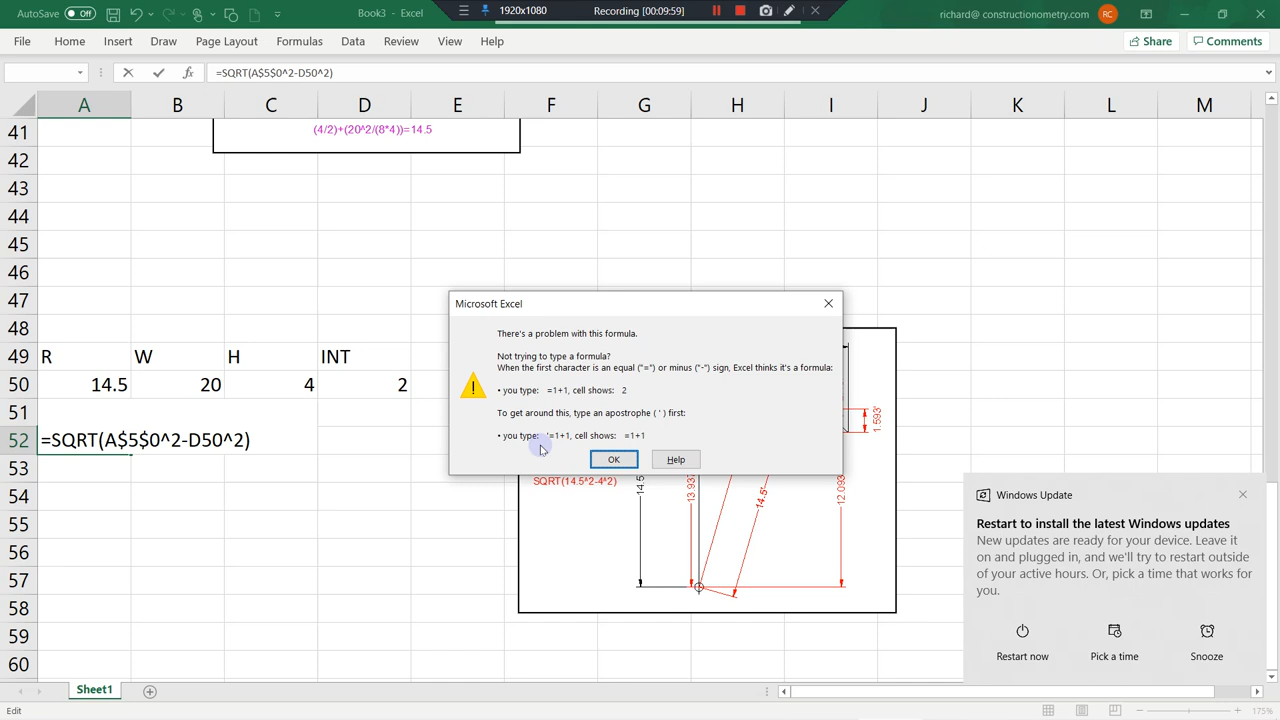 AutoSave Off
Book3 - Excel
1920x1080
Recording [00:09:59]
richard@ constructionometry.com
RC
File Home Insert Draw Page Layout Formulas Data Review View Help
Share
Comments
fx
=SQRT(A$5$0^2-D50^2)
A B C D E F G H I J K L M
41
(4/2)+(20^2/(8*4))=14.5
42
43
44
45
46
47
48
49 R W H INT
50 14.5 20 4 2
51
52 =SQRT(A$5$0^2-D50^2)
53
54
55
56
57
58
59
60
Microsoft Excel
There's a problem with this formula.
Not trying to type a formula?
When the first character is an equal ("=") or minus ("-") sign, Excel thinks it's a formula:
• you type: =1+1, cell shows: 2
To get around this, type an apostrophe ( ' ) first:
• you type: '=1+1, cell shows: =1+1
OK
Help
1.593'
SQRT(14.5^2-4^2)
14.5
13.937
14.5'
12.093
Windows Update
Restart to install the latest Windows updates
New updates are ready for your device. Leave it
on and plugged in, and we'll try to restart outside
of your active hours. Or, pick a time that works for
you.
Restart now
Pick a time
Snooze
Sheet1
Edit
175%